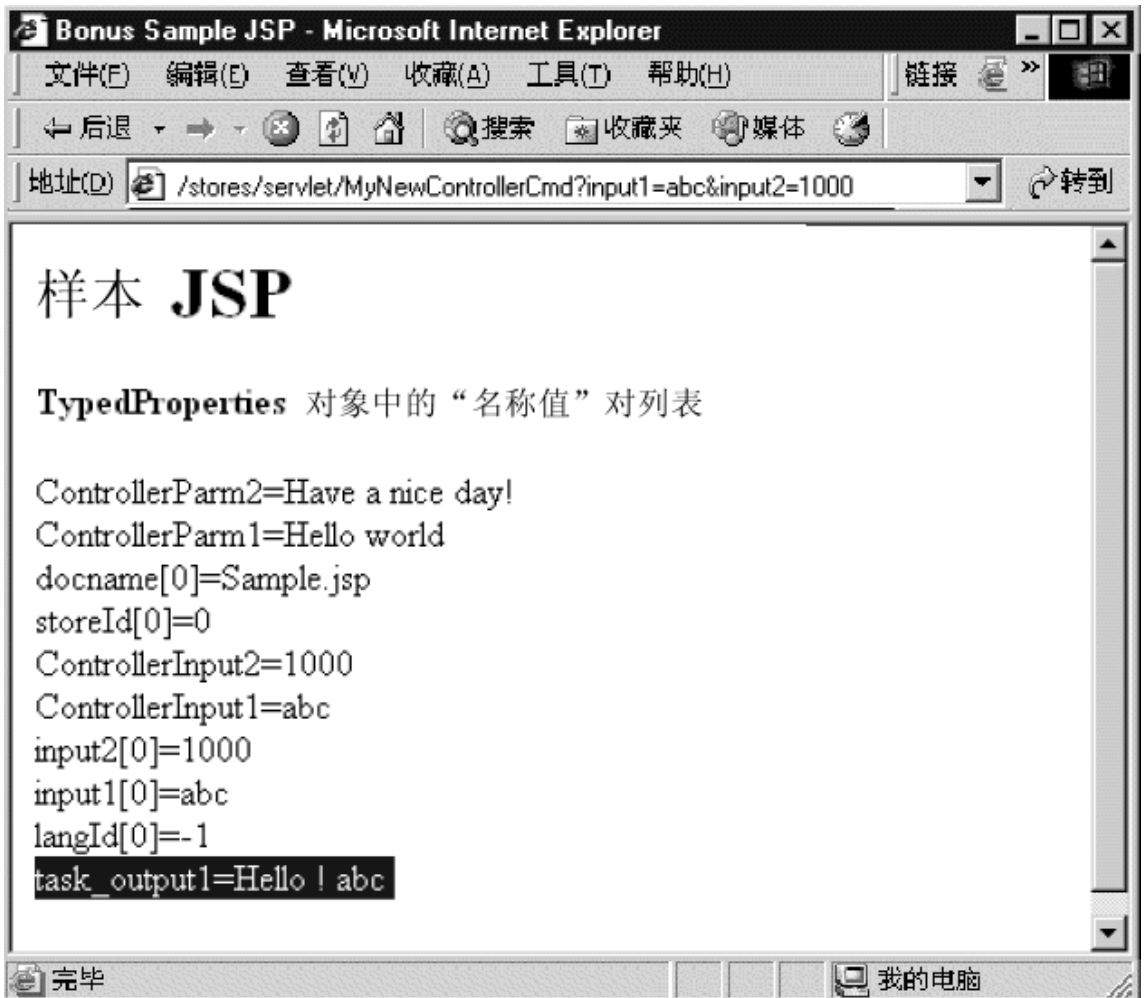 Bonus Sample JSP - Microsoft Internet Explorer
文件(F) 编辑(E) 查看(V) 收藏(A) 工具(T) 帮助(H) 链接 »
后退 搜索 收藏夹 媒体
地址(D) /stores/servlet/MyNewControllerCmd?input1=abc&input2=1000 转到
样本 JSP
TypedProperties 对象中的“名称值”对列表
ControllerParm2=Have a nice day!
ControllerParm1=Hello world
docname[0]=Sample.jsp
storeId[0]=0
ControllerInput2=1000
ControllerInput1=abc
input2[0]=1000
input1[0]=abc
langId[0]=-1
task_output1=Hello ! abc
完毕 我的电脑